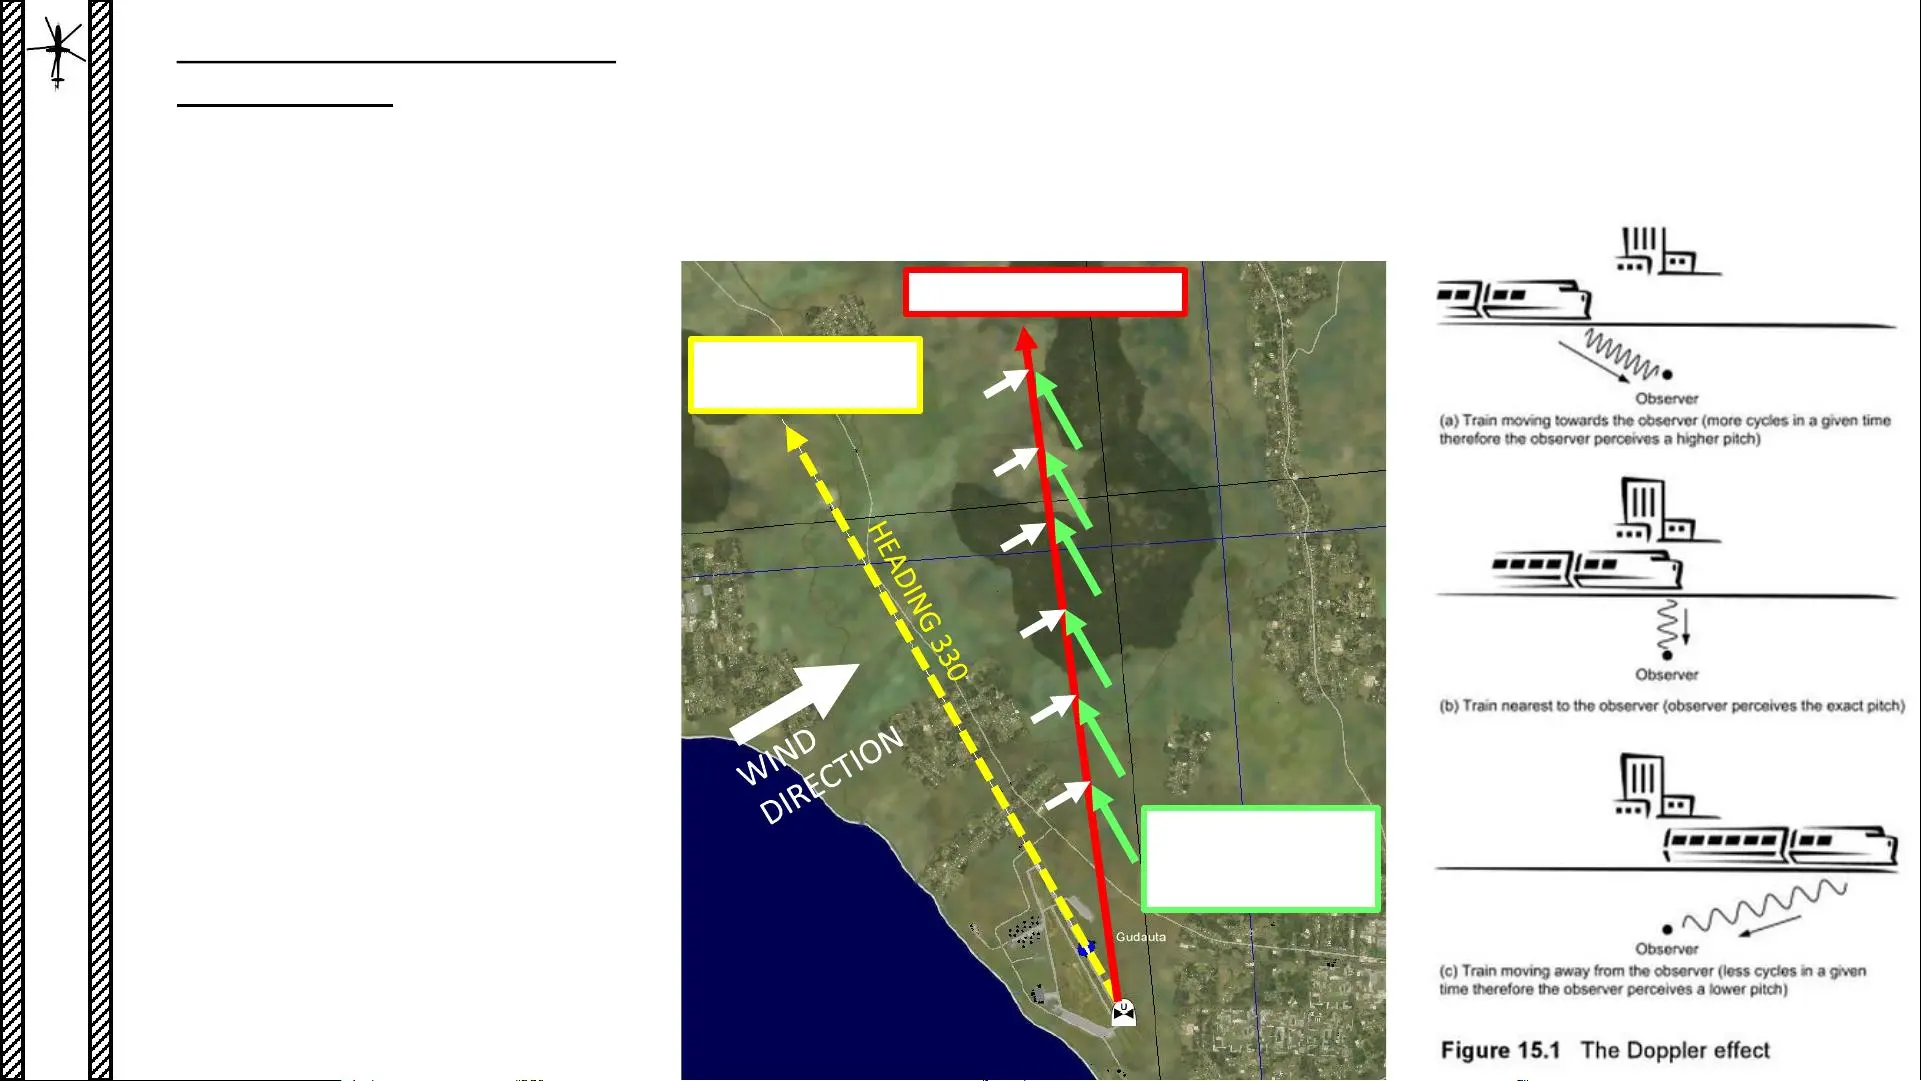 HEADING 330
WIND
DIRECTION
Gudauta
U
Observer
(a) Train moving towards the observer (more cycles in a given time
therefore the observer perceives a higher pitch)
Observer
(b) Train nearest to the observer (observer perceives the exact pitch)
Observer
(c) Train moving away from the observer (less cycles in a given
time therefore the observer perceives a lower pitch)
Figure 15.1 The Doppler effect